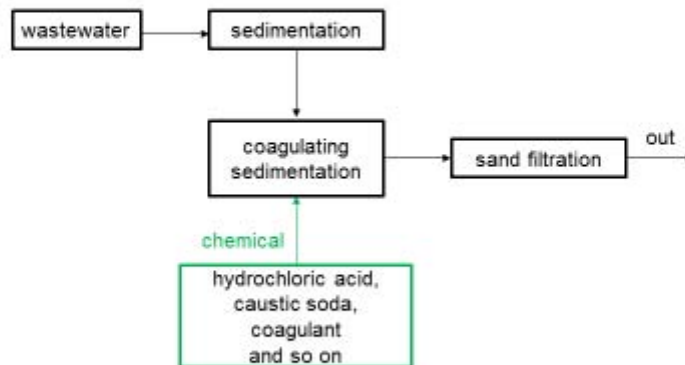 wastewater
sedimentation
coagulating
sedimentation
sand filtration
out
chemical
hydrochloric acid,
caustic soda,
coagulant
and so on